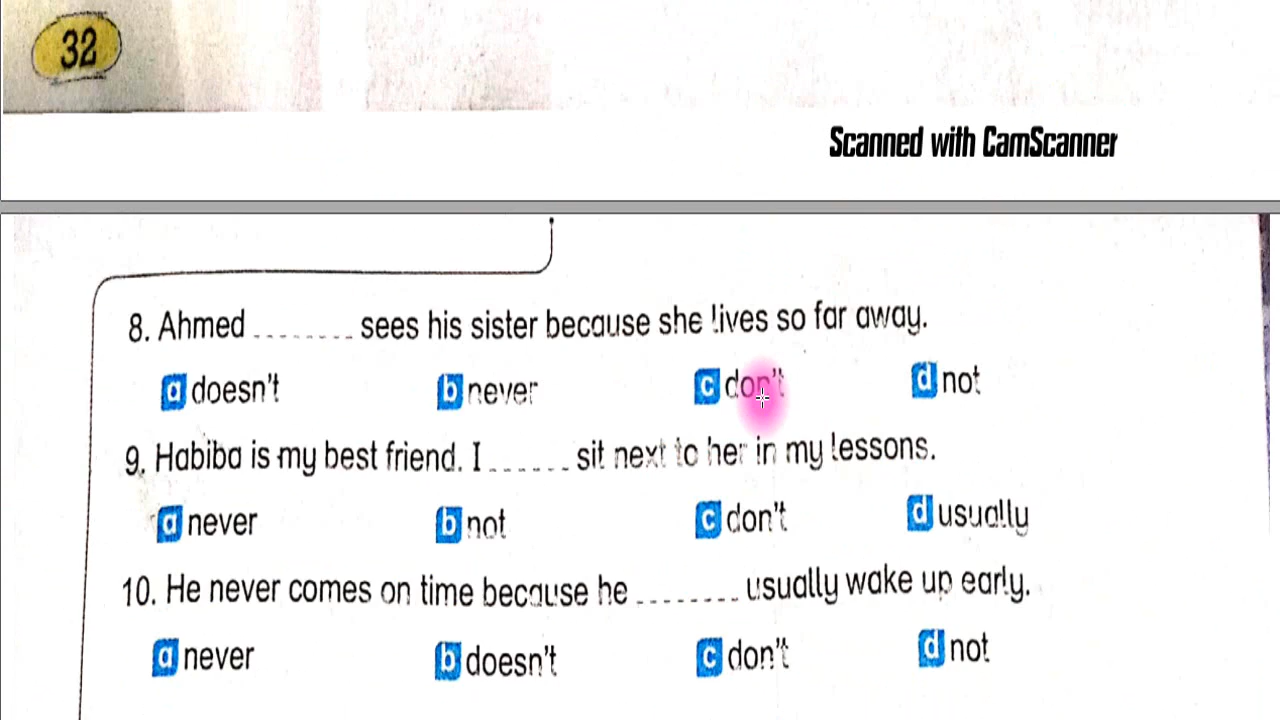 32
Scanned with CamScanner
8. Ahmed ........ sees his sister because she lives so far away.
a doesn't b never c don't d not
9. Habiba is my best friend. I ...... sit next to her in my lessons.
a never b not c don't d usually
10. He never comes on time because he ........ usually wake up early.
a never b doesn't c don't d not